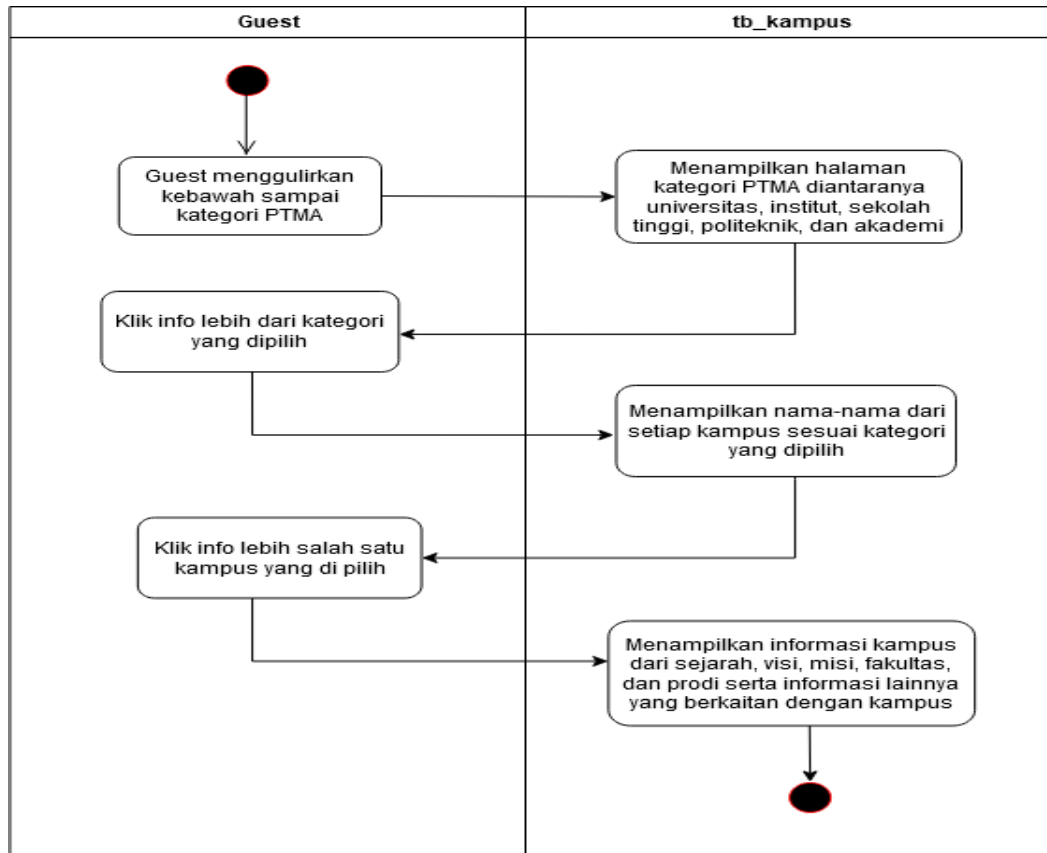 Guest
tb_kampus
Guest menggulirkan
kebawah sampai
kategori PTMA
Menampilkan halaman
kategori PTMA diantaranya
universitas, institut, sekolah
tinggi, politeknik, dan akademi
Klik info lebih dari kategori
yang dipilih
Menampilkan nama-nama dari
setiap kampus sesuai kategori
yang dipilih
Klik info lebih salah satu
kampus yang di pilih
Menampilkan informasi kampus
dari sejarah, visi, misi, fakultas,
dan prodi serta informasi lainnya
yang berkaitan dengan kampus